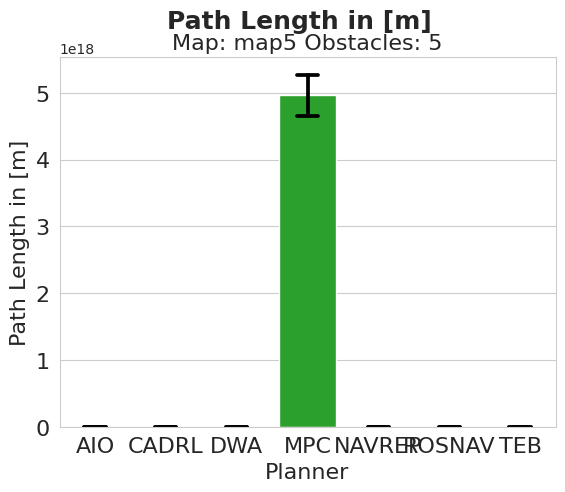 Path Length in [m]
Map: map5 Obstacles: 5
1e18
Path Length in [m]
5
4
3
2
1
0
AIO CADRL DWA MPC NAVREP ROSNAV TEB
Planner